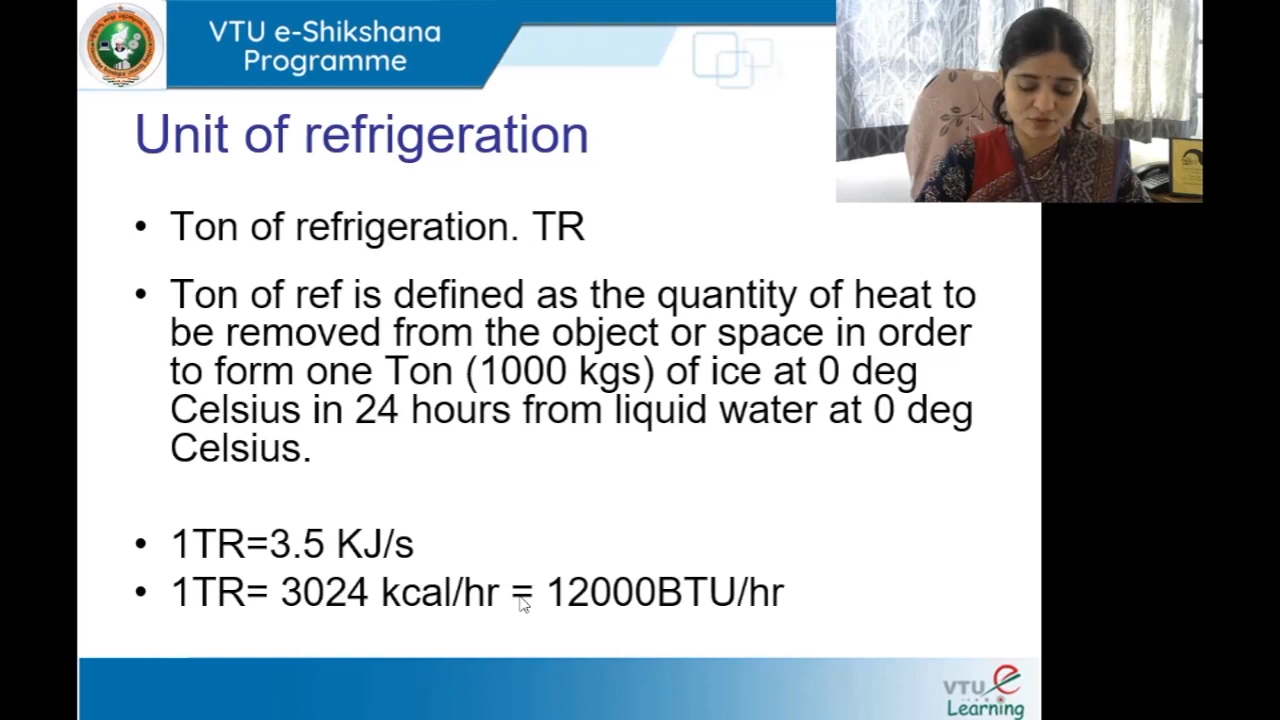 VTU e-Shikshana
Programme
Unit of refrigeration
• Ton of refrigeration. TR
• Ton of ref is defined as the quantity of heat to
be removed from the object or space in order
to form one Ton (1000 kgs) of ice at 0 deg
Celsius in 24 hours from liquid water at 0 deg
Celsius.
• 1TR=3.5 KJ/s
• 1TR= 3024 kcal/hr = 12000BTU/hr
VTU e
Learning